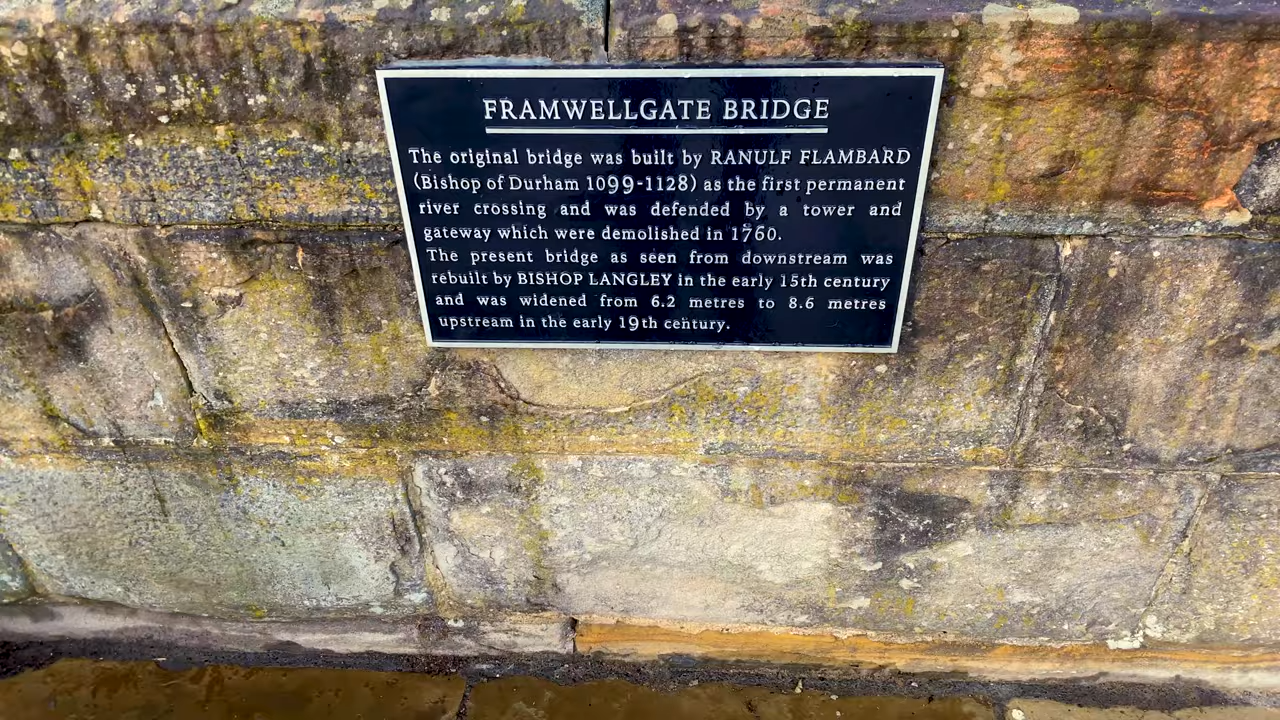 FRAMWELLGATE BRIDGE
The original bridge was built by RANULF FLAMBARD
(Bishop of Durham 1099-1128) as the first permanent
river crossing and was defended by a tower and
gateway which were demolished in 1760.
The present bridge as seen from downstream was
rebuilt by BISHOP LANGLEY in the early 15th century
and was widened from 6.2 metres to 8.6 metres
upstream in the early 19th century.